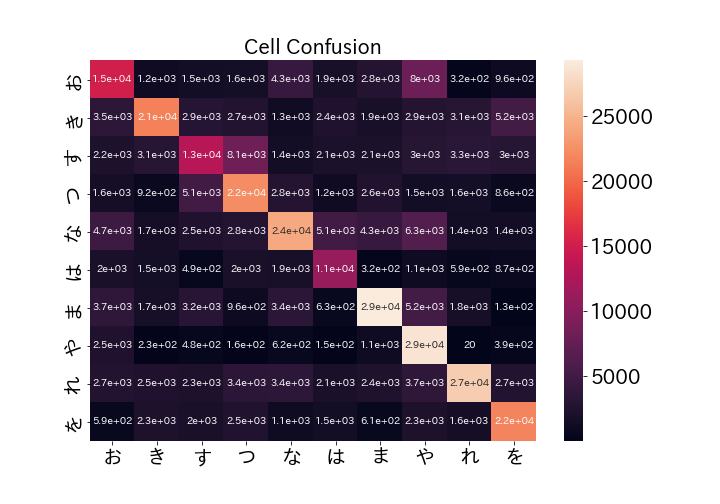 Cell Confusion
お 1.5e+04 1.2e+03 1.5e+03 1.6e+03 4.3e+03 1.9e+03 2.8e+03 8e+03 3.2e+02 9.6e+02
き 3.5e+03 2.1e+04 2.9e+03 2.7e+03 1.3e+03 2.4e+03 1.9e+03 2.9e+03 3.1e+03 5.2e+03
す 2.2e+03 3.1e+03 1.3e+04 8.1e+03 1.4e+03 2.1e+03 2.1e+03 3e+03 3.3e+03 3e+03
つ 1.6e+03 9.2e+02 5.1e+03 2.2e+04 2.8e+03 1.2e+03 2.6e+03 1.5e+03 1.6e+03 8.6e+02
な 4.7e+03 1.7e+03 2.5e+03 2.8e+03 2.4e+04 5.1e+03 4.3e+03 6.3e+03 1.4e+03 1.4e+03
は 2e+03 1.5e+03 4.9e+02 2e+03 1.9e+03 1.1e+04 3.2e+02 1.1e+03 5.9e+02 8.7e+02
ま 3.7e+03 1.7e+03 3.2e+03 9.6e+02 3.4e+03 6.3e+02 2.9e+04 5.2e+03 1.8e+03 1.3e+02
や 2.5e+03 2.3e+02 4.8e+02 1.6e+02 6.2e+02 1.5e+02 1.1e+03 2.9e+04 20 3.9e+02
れ 2.7e+03 2.5e+03 2.3e+03 3.4e+03 3.4e+03 2.1e+03 2.4e+03 3.7e+03 2.7e+04 2.7e+03
を 5.9e+02 2.3e+03 2e+03 2.5e+03 1.1e+03 1.5e+03 6.1e+02 2.3e+03 1.6e+03 2.2e+04
お き す つ な は ま や れ を
25000
20000
15000
10000
5000